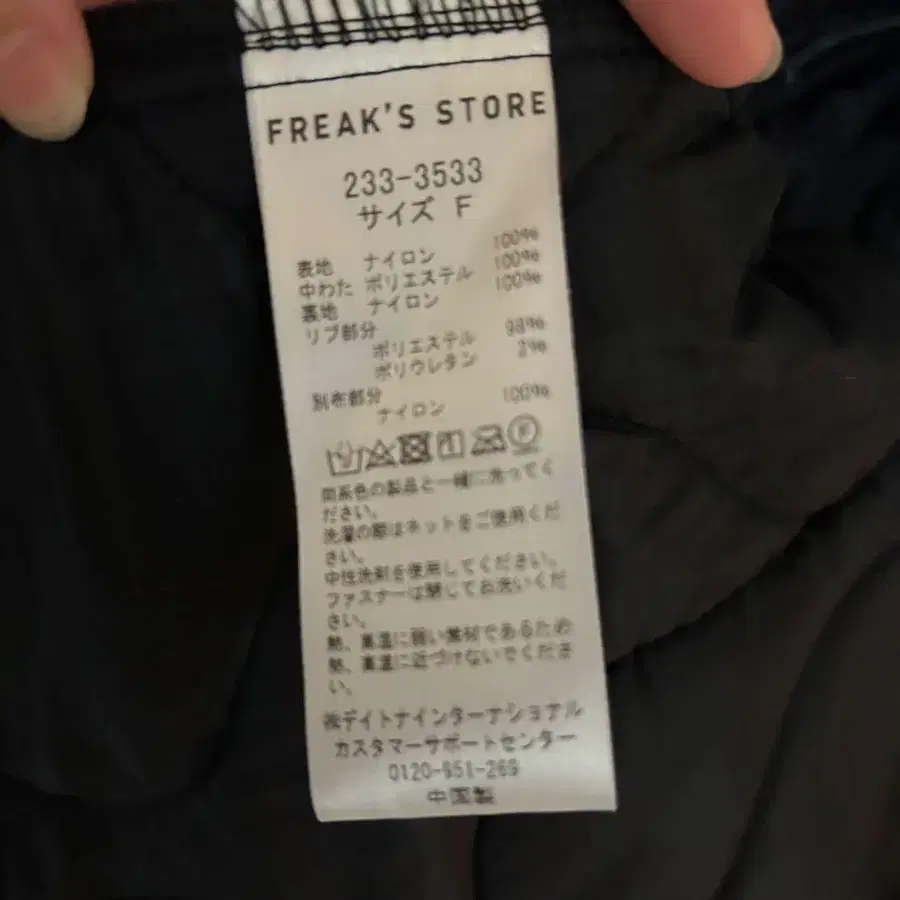 FREAK'S STORE
233-3533
サイズ F
表地 ナイロン 100%
中わた ポリエステル 100%
裏地 ナイロン 100%
リブ部分
ポリエステル 98%
ポリウレタン 2%
別布部分
ナイロン 100%
同系色の製品と一緒に洗ってく
ださい。
洗濯の際はネットをご使用くだ
さい。
中性洗剤を使用してください。
ファスナーは閉じてお洗いくだ
さい。
熱、高温に弱い素材であるため
熱、高温に近づけないでくださ
い。
㈱デイトナインターナショナル
カスタマーサポートセンター
0120-951-269
中国製